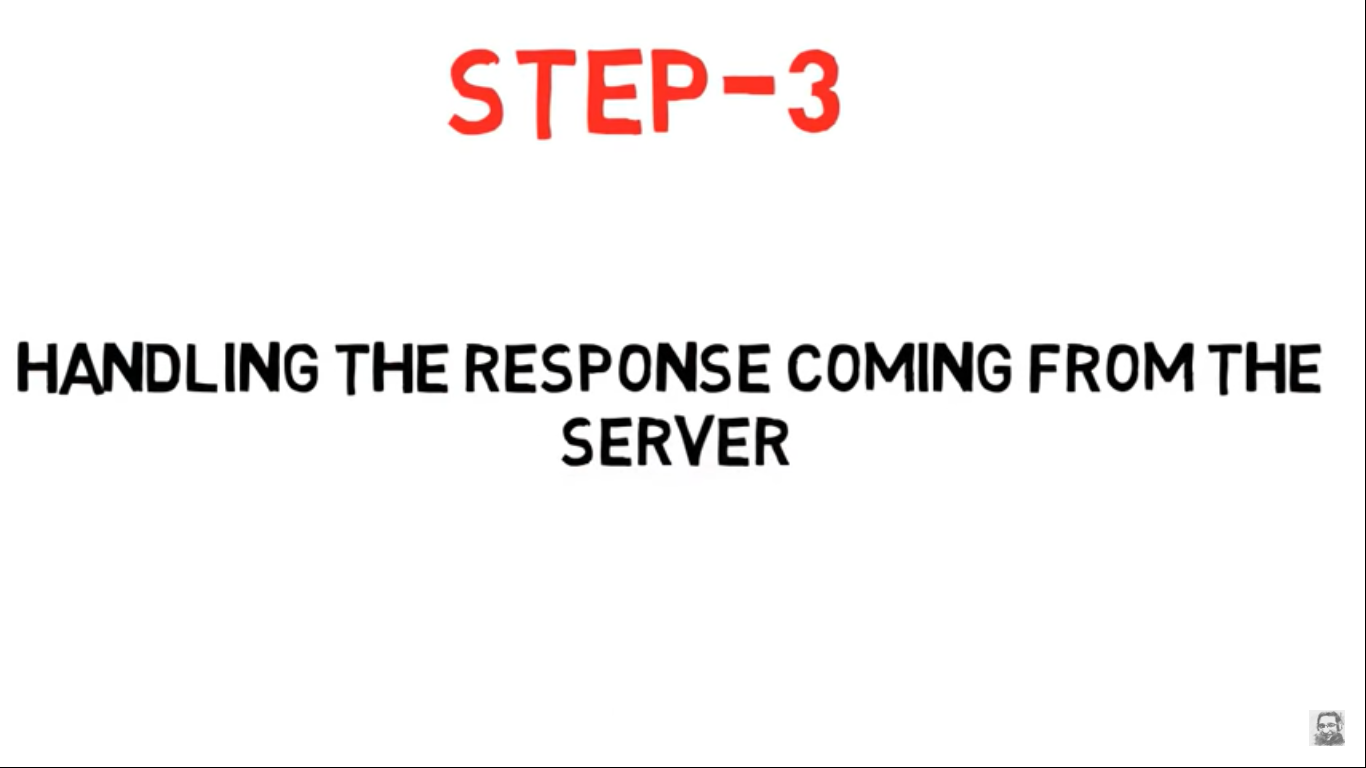 STEP-3
HANDLING THE RESPONSE COMING FROM THE
SERVER